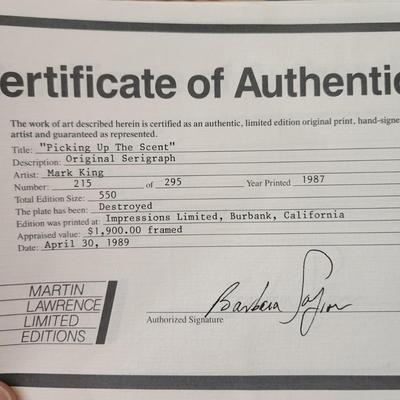 ertificate of Authentic
The work of art described herein is certified as an authentic, limited edition original print, hand-signe
artist and guaranteed as represented.
Title: "Picking Up The Scent"
Description: Original Serigraph
Artist: Mark King
Number: 215 of 295 Year Printed 1987
Total Edition Size: 550
The plate has been: Destroyed
Edition was printed at: Impressions Limited, Burbank, California
Appraised value: $1,900.00 framed
Date: April 30, 1989
MARTIN
LAWRENCE
LIMITED
EDITIONS
Barbara
Authorized Signature